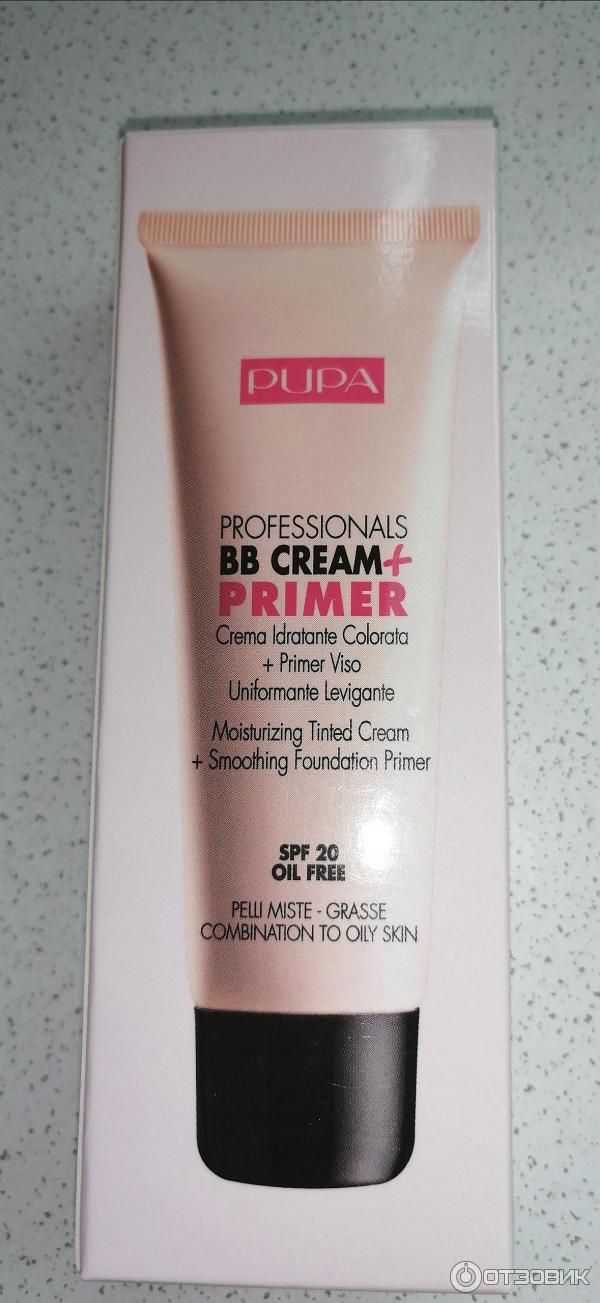 PUPA
PROFESSIONALS
BB CREAM+
PRIMER
Crema Idratante Colorata
+ Primer Viso
Uniformante Levigante
Moisturizing Tinted Cream
+ Smoothing Foundation Primer
SPF 20
OIL FREE
PELLI MISTE - GRASSE
COMBINATION TO OILY SKIN
ОТЗОВИК